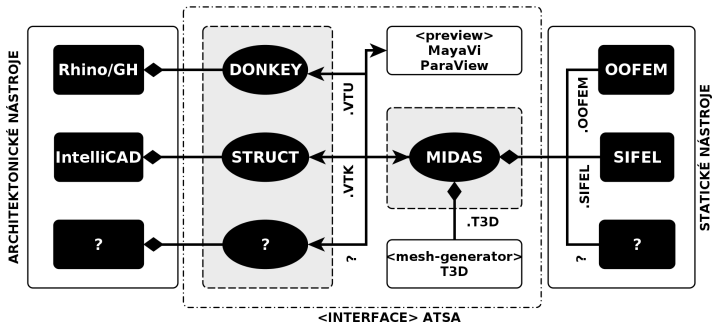 ARCHITEKTONICKÉ NÁSTROJE
Rhino/GH
IntelliCAD
?
DONKEY
STRUCT
?
.VTU
.VTK
?
<preview>
MayaVi
ParaView
MIDAS
.T3D
<mesh-generator>
T3D
.OOFEM
.SIFEL
?
OOFEM
SIFEL
?
STATICKÉ NÁSTROJE
<INTERFACE> ATSA